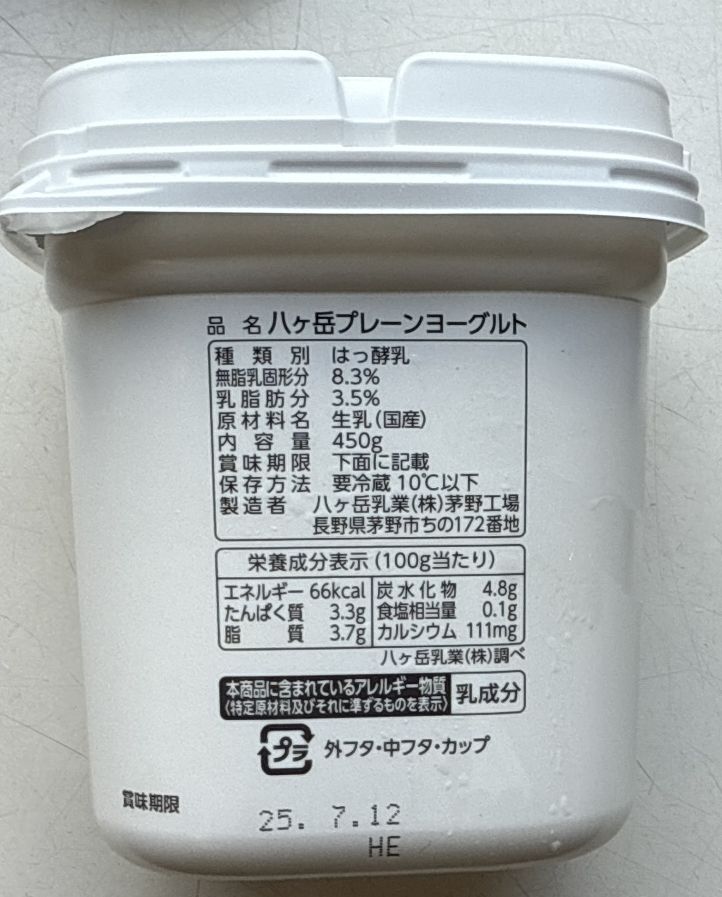 品名 八ヶ岳プレーンヨーグルト
種類別 はっ酵乳
無脂乳固形分 8.3%
乳脂肪分 3.5%
原材料名 生乳(国産)
内容量 450g
賞味期限 下面に記載
保存方法 要冷蔵 10℃以下
製造者 八ヶ岳乳業(株)茅野工場
長野県茅野市ちの172番地
栄養成分表示(100g当たり)
エネルギー 66kcal 炭水化物 4.8g
たんぱく質 3.3g 食塩相当量 0.1g
脂質 3.7g カルシウム 111mg
八ヶ岳乳業(株)調べ
本商品に含まれているアレルギー物質 乳成分
〈特定原材料及びそれに準ずるものを表示〉
プラ 外フタ・中フタ・カップ
賞味期限
25. 7.12
HE